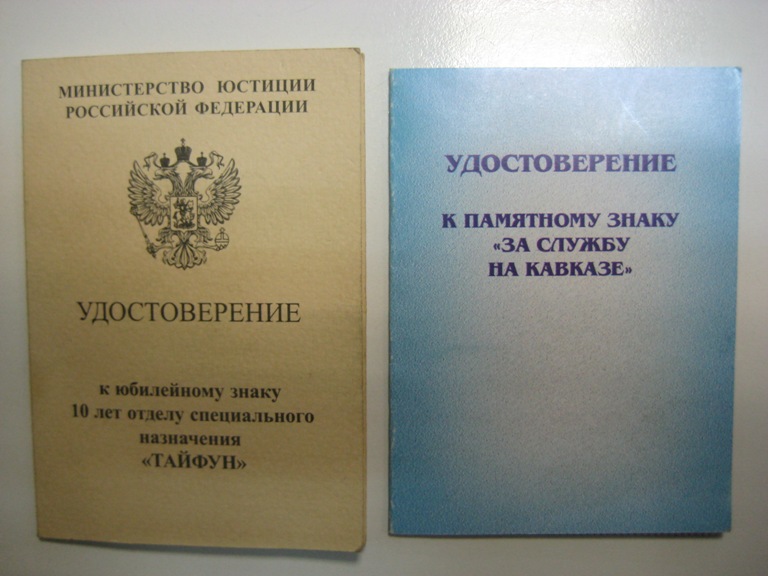 МИНИСТЕРСТВО ЮСТИЦИИ
РОССИЙСКОЙ ФЕДЕРАЦИИ
УДОСТОВЕРЕНИЕ
к юбилейному знаку
10 лет отделу специального
назначения
«ТАЙФУН»
УДОСТОВЕРЕНИЕ
К ПАМЯТНОМУ ЗНАКУ
«ЗА СЛУЖБУ
НА КАВКАЗЕ»